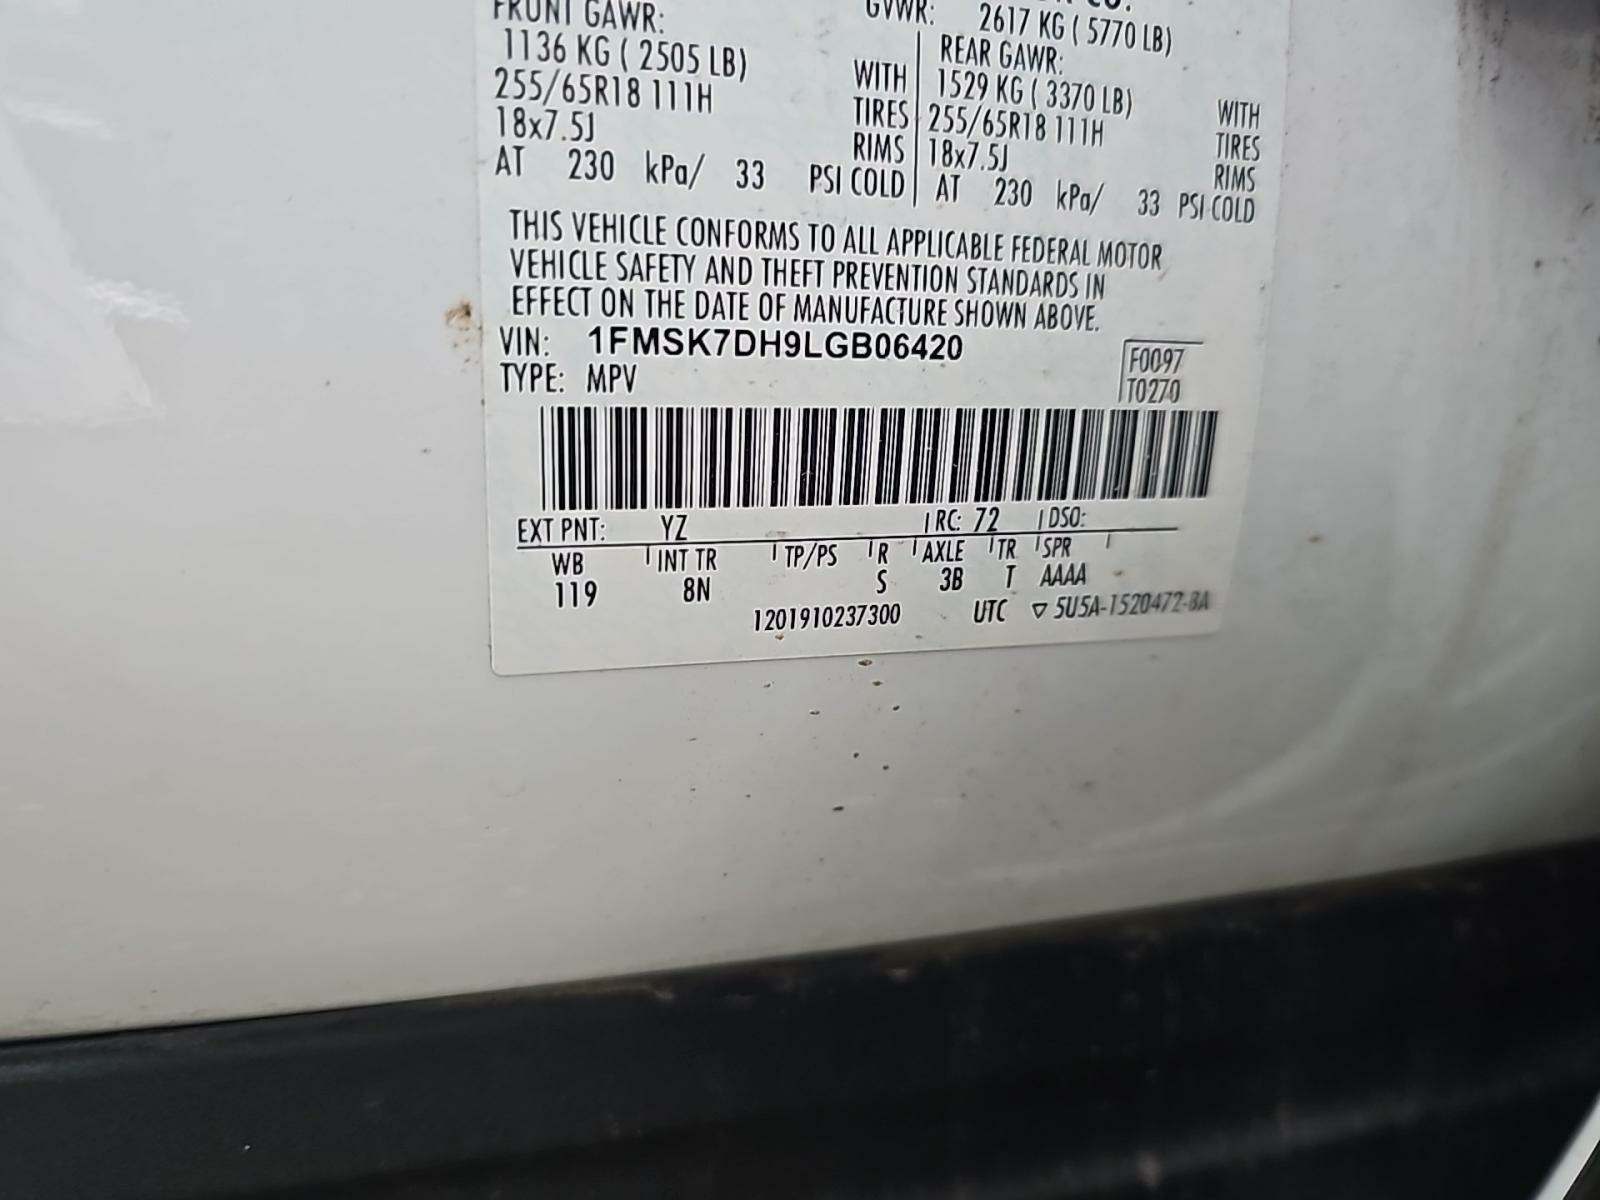 CO.
FRONT GAWR: GVWR: 2617 KG ( 5770 LB)
1136 KG ( 2505 LB) WITH
255/65R18 111H TIRES
18x7.5J RIMS
AT 230 kPa/ 33 PSI COLD
REAR GAWR:
1529 KG ( 3370 LB) WITH
255/65R18 111H TIRES
18x7.5J RIMS
AT 230 kPa/ 33 PSI COLD
THIS VEHICLE CONFORMS TO ALL APPLICABLE FEDERAL MOTOR
VEHICLE SAFETY AND THEFT PREVENTION STANDARDS IN
EFFECT ON THE DATE OF MANUFACTURE SHOWN ABOVE.
VIN: 1FMSK7DH9LGB06420
TYPE: MPV
F0097
T0270
EXT PNT: YZ RC: 72 DSO:
WB INT TR TP/PS R AXLE TR SPR
119 8N S 3B T AAAA
1201910237300 UTC ▽ 5U5A-1520472-BA